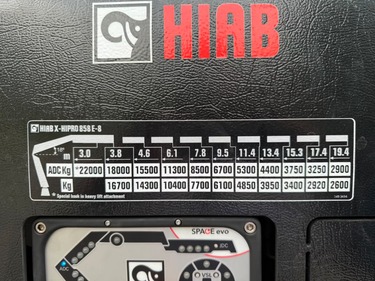 HIAB
HIAB X-HIPRO 858 E-8
m 3.0 3.8 4.6 6.1 7.8 9.5 11.4 13.4 15.3 17.4 19.4
ADC Kg *22000 18000 15500 11300 8500 6700 5300 4400 3750 3250 2900
Kg 16700 14300 10400 7700 6100 4850 3950 3400 2920 2600
* Special hook in heavy lift attachment
SPACE evo
ADC
VSL